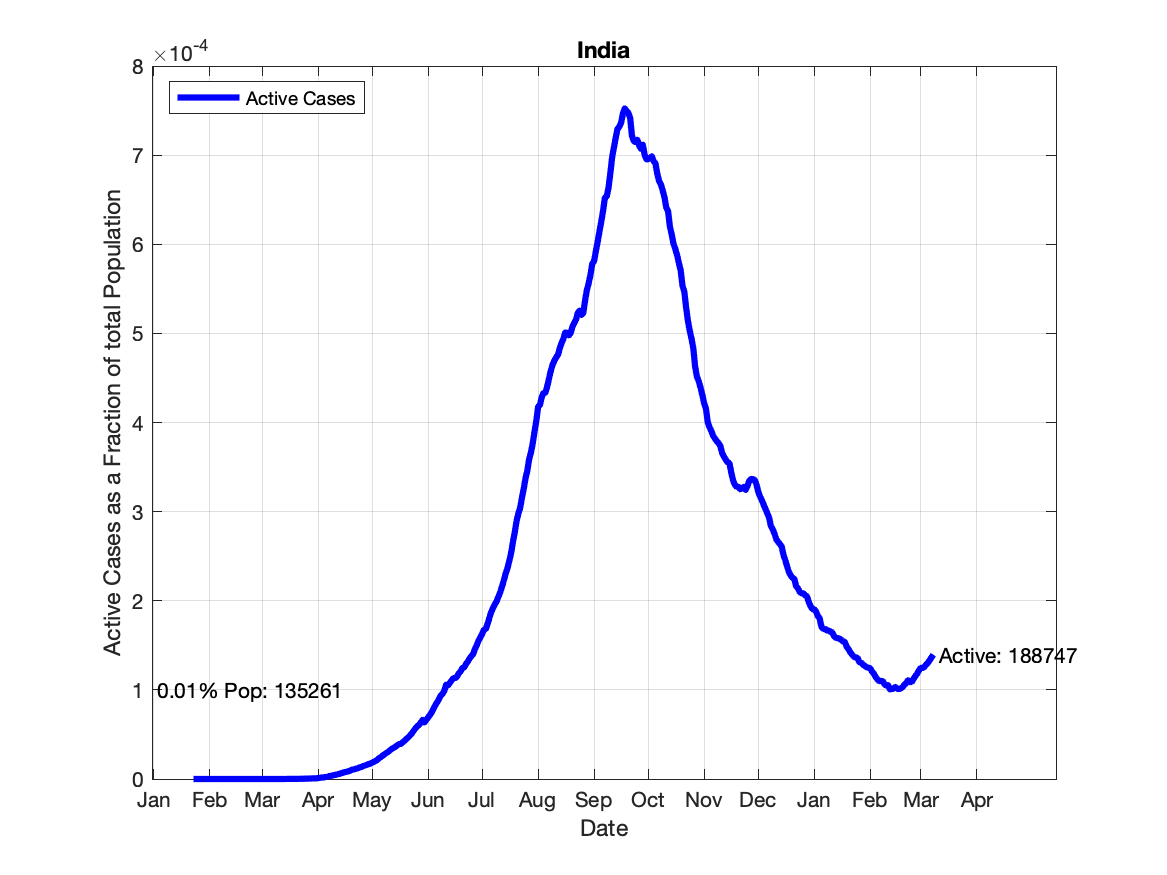 India
×10-4
Active Cases
8
7
6
5
4
3
2
1
0
Active Cases as a Fraction of total Population
0.01% Pop: 135261
Active: 188747
Jan Feb Mar Apr May Jun Jul Aug Sep Oct Nov Dec Jan Feb Mar Apr
Date